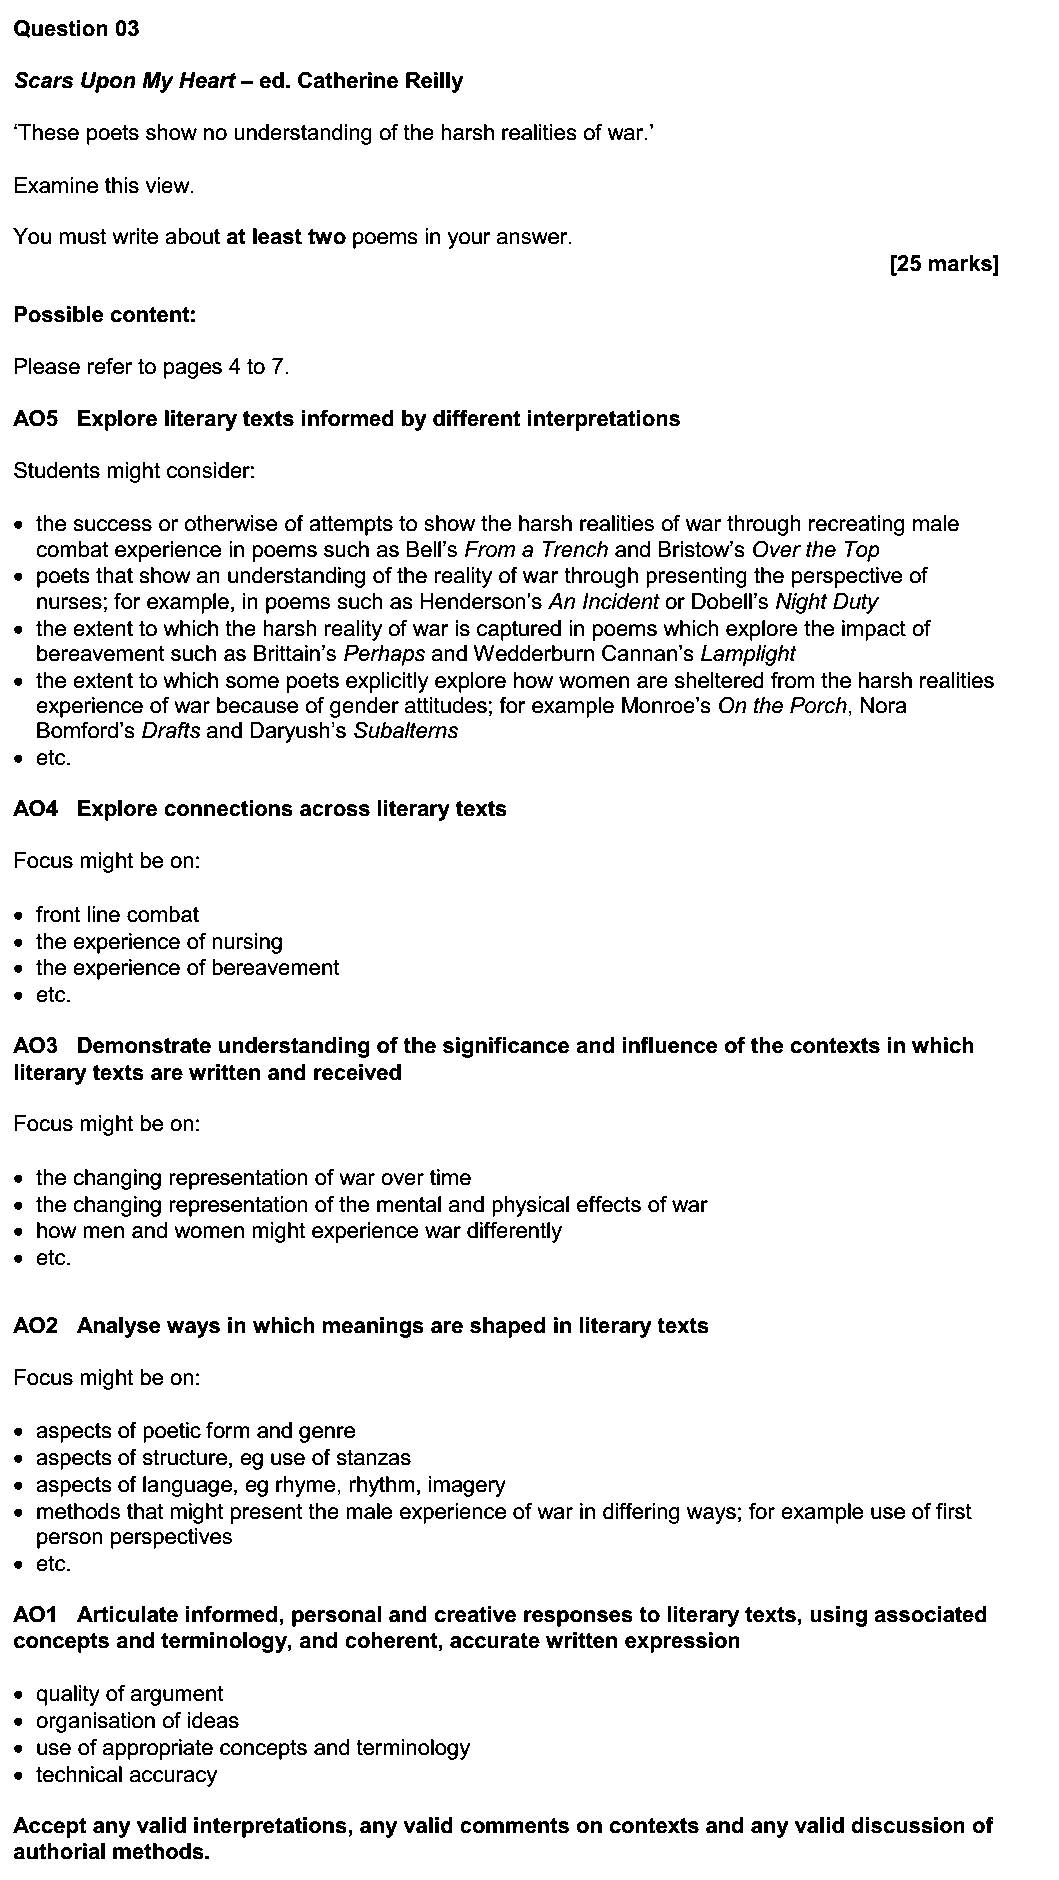 Question 03
Scars Upon My Heart – ed. Catherine Reilly
‘These poets show no understanding of the harsh realities of war.’
Examine this view.
You must write about at least two poems in your answer.
[25 marks]
Possible content:
Please refer to pages 4 to 7.
AO5 Explore literary texts informed by different interpretations
Students might consider:
• the success or otherwise of attempts to show the harsh realities of war through recreating male
combat experience in poems such as Bell’s From a Trench and Bristow’s Over the Top
• poets that show an understanding of the reality of war through presenting the perspective of
nurses; for example, in poems such as Henderson’s An Incident or Dobell’s Night Duty
• the extent to which the harsh reality of war is captured in poems which explore the impact of
bereavement such as Brittain’s Perhaps and Wedderburn Cannan’s Lamplight
• the extent to which some poets explicitly explore how women are sheltered from the harsh realities
experience of war because of gender attitudes; for example Monroe’s On the Porch, Nora
Bomford’s Drafts and Daryush’s Subalterns
• etc.
AO4 Explore connections across literary texts
Focus might be on:
• front line combat
• the experience of nursing
• the experience of bereavement
• etc.
AO3 Demonstrate understanding of the significance and influence of the contexts in which
literary texts are written and received
Focus might be on:
• the changing representation of war over time
• the changing representation of the mental and physical effects of war
• how men and women might experience war differently
• etc.
AO2 Analyse ways in which meanings are shaped in literary texts
Focus might be on:
• aspects of poetic form and genre
• aspects of structure, eg use of stanzas
• aspects of language, eg rhyme, rhythm, imagery
• methods that might present the male experience of war in differing ways; for example use of first
person perspectives
• etc.
AO1 Articulate informed, personal and creative responses to literary texts, using associated
concepts and terminology, and coherent, accurate written expression
• quality of argument
• organisation of ideas
• use of appropriate concepts and terminology
• technical accuracy
Accept any valid interpretations, any valid comments on contexts and any valid discussion of
authorial methods.